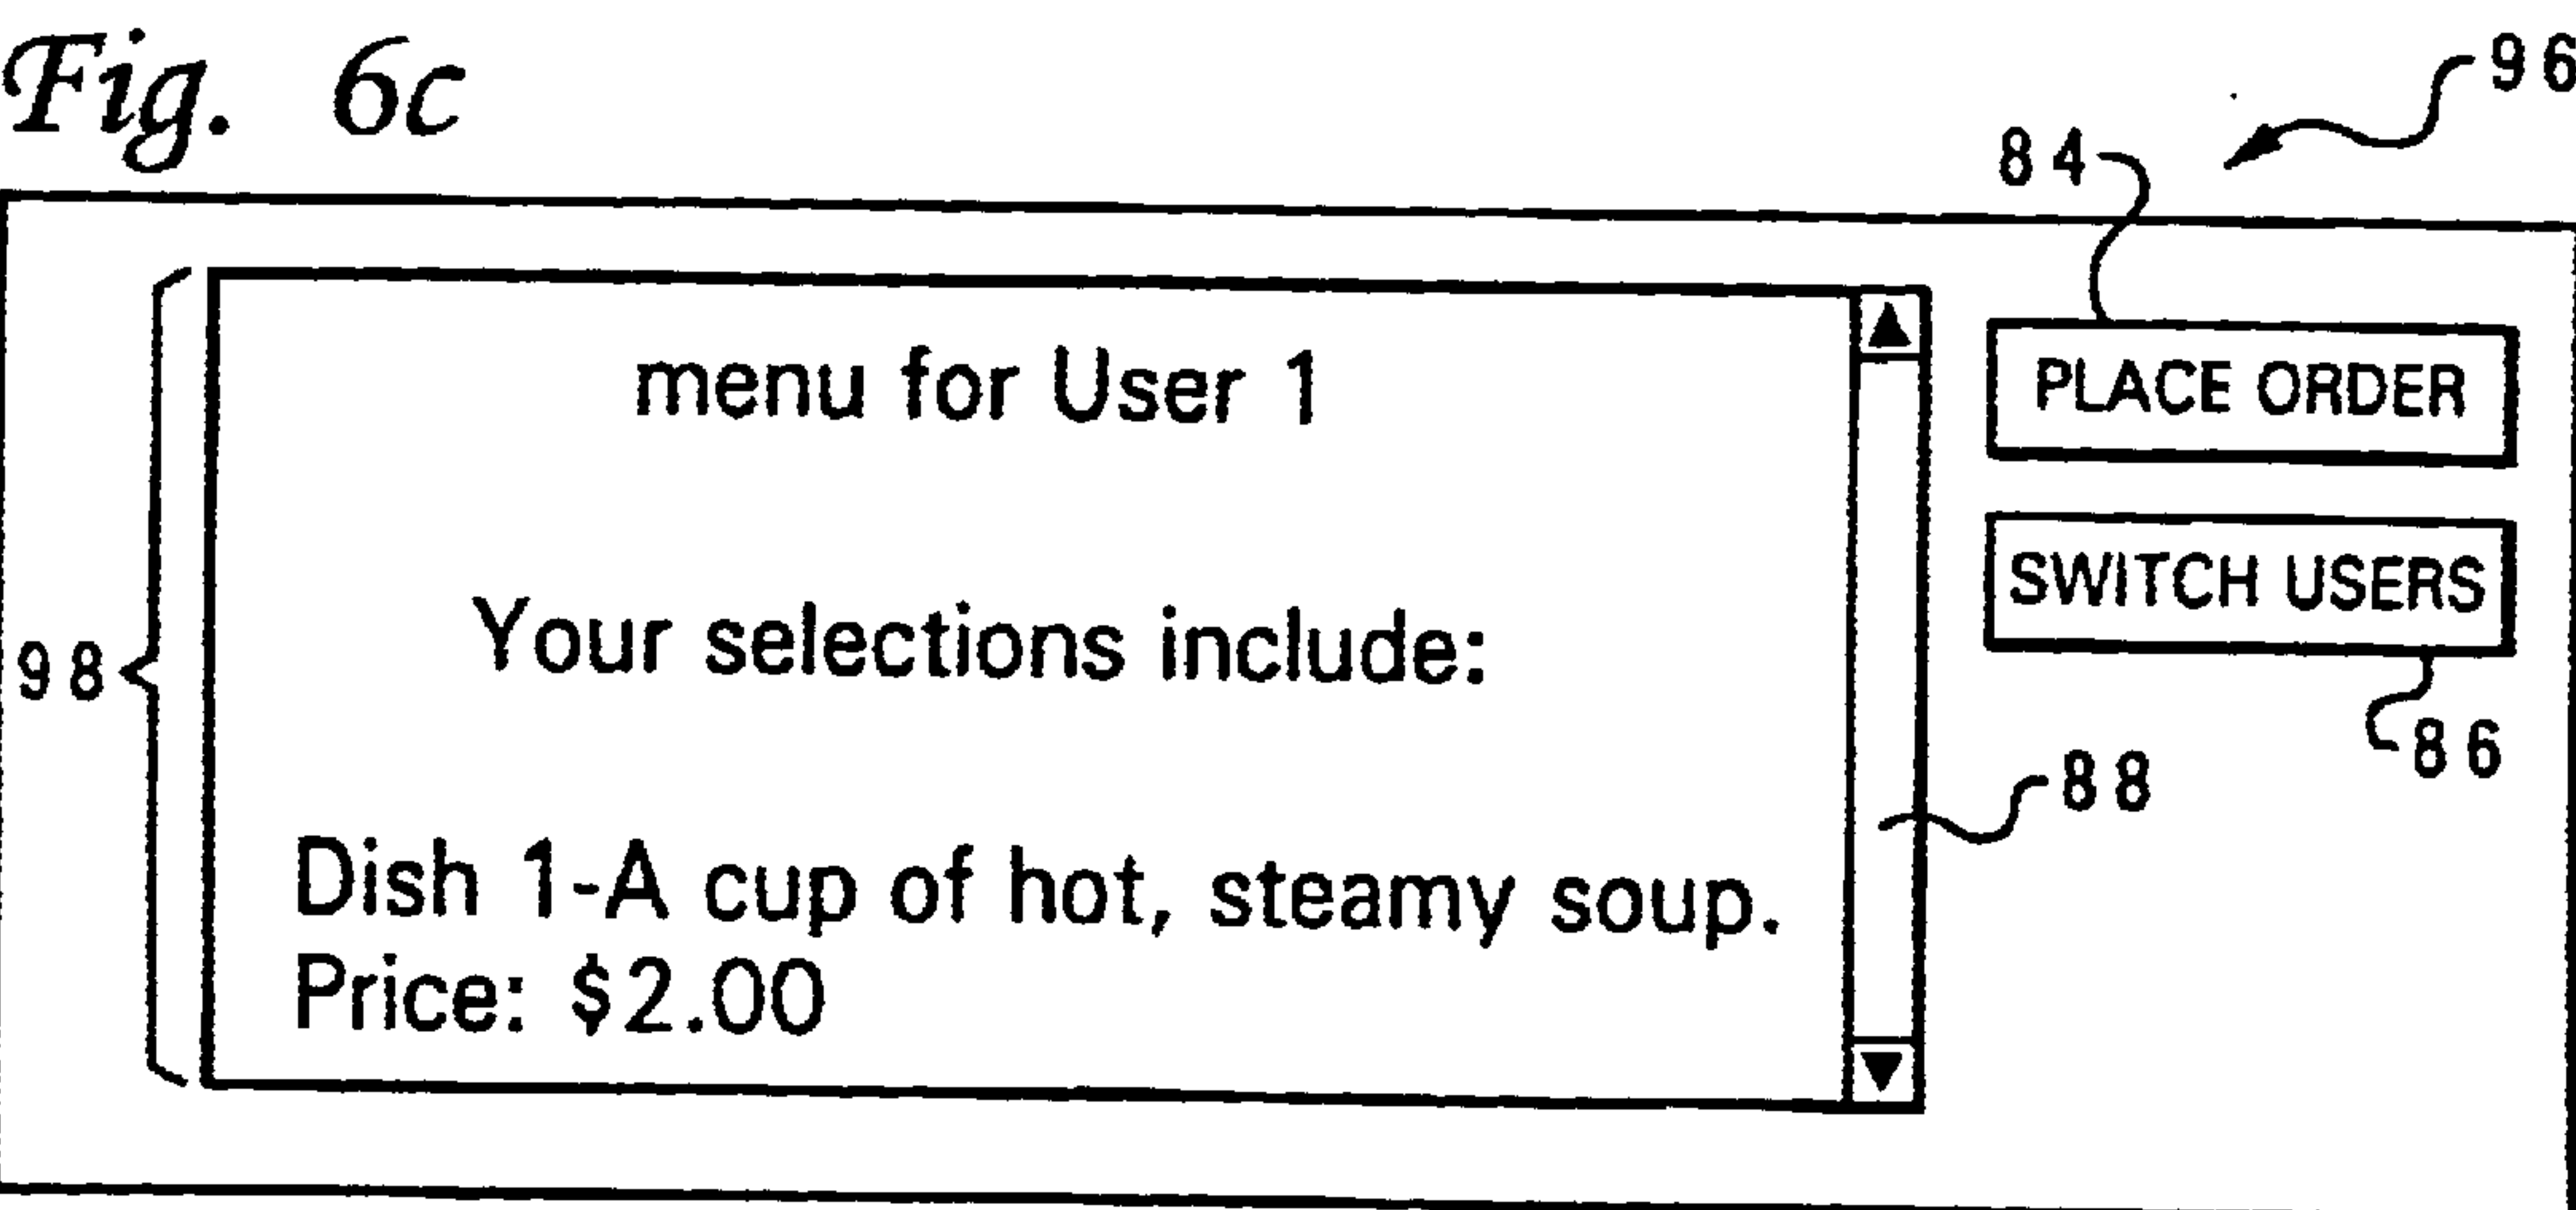 Fig. 6c
96
84
menu for User 1
PLACE ORDER
Your selections include:
SWITCH USERS
98
86
88
Dish 1-A cup of hot, steamy soup.
Price: $2.00